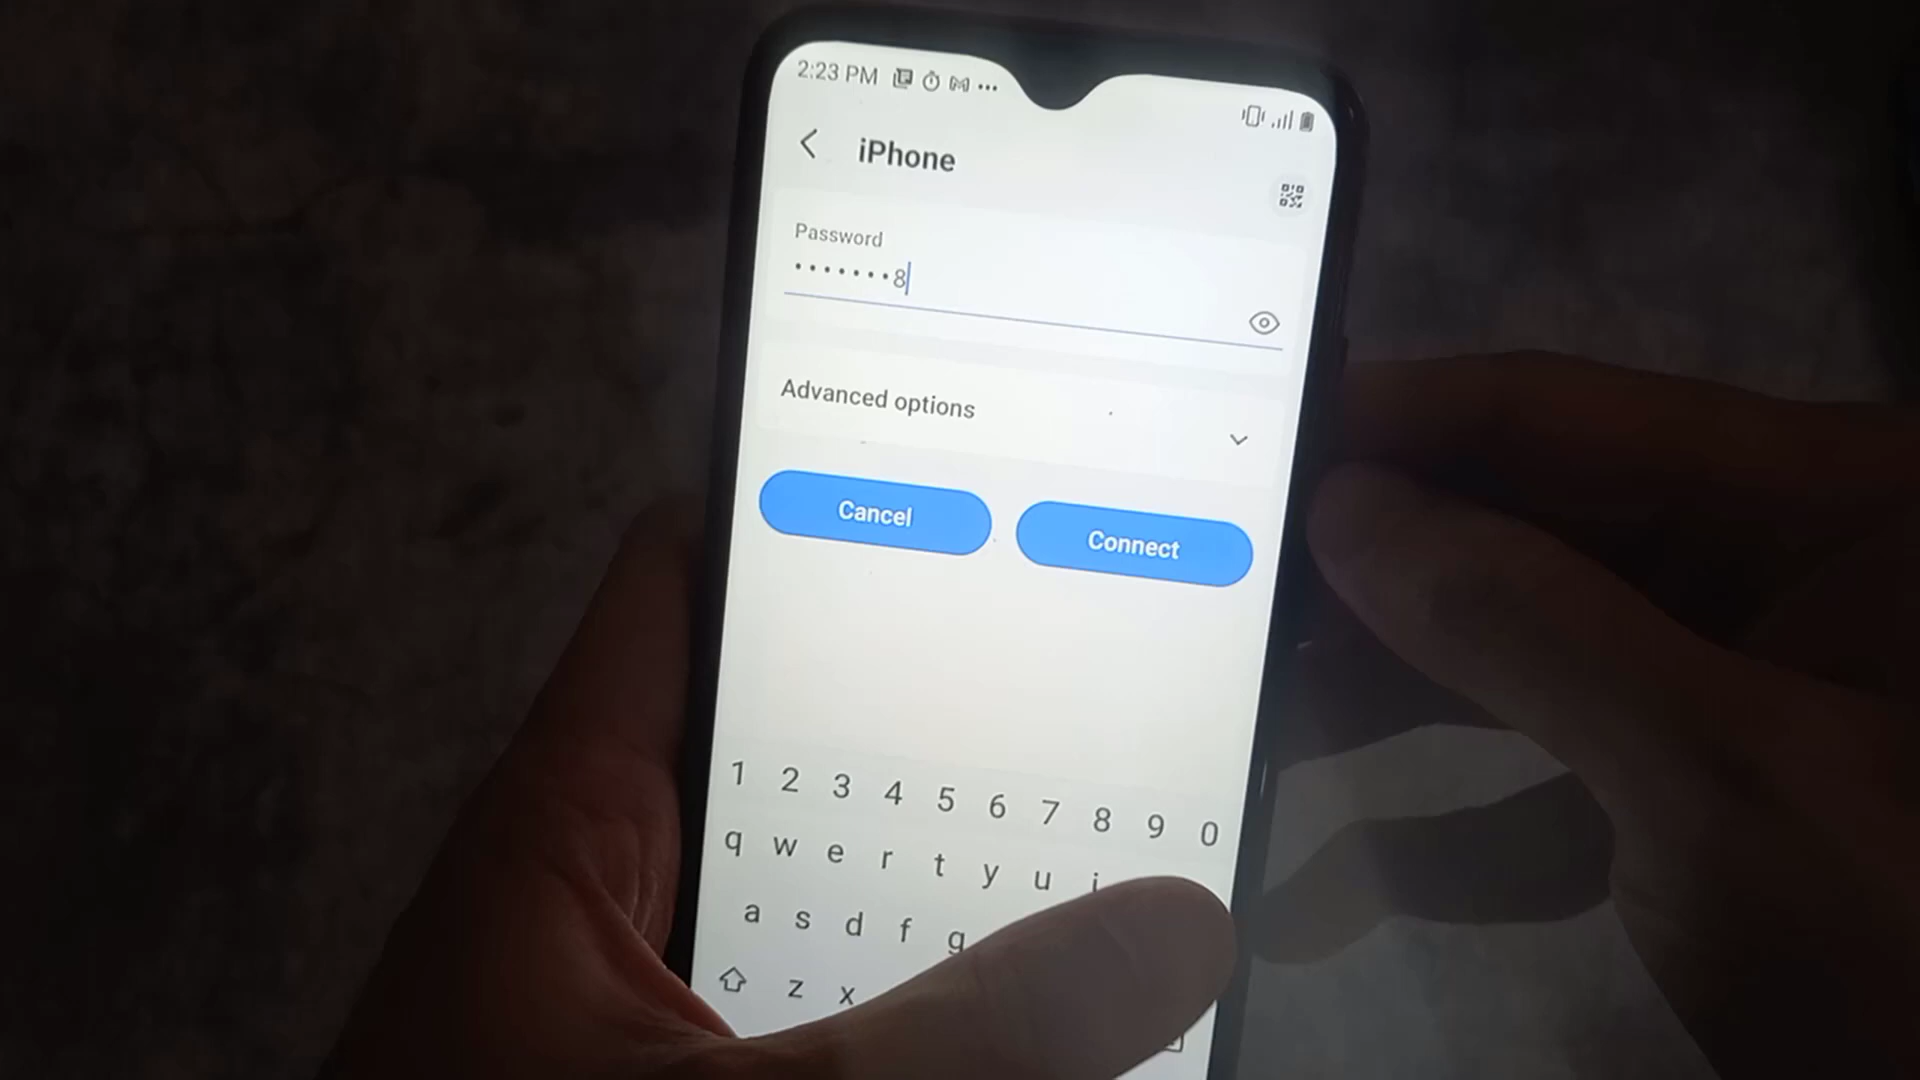 2:23 PM
iPhone
Password
•••••••8
Advanced options
Cancel
Connect
1 2 3 4 5 6 7 8 9 0
q w e r t y u i
a s d f g
z x